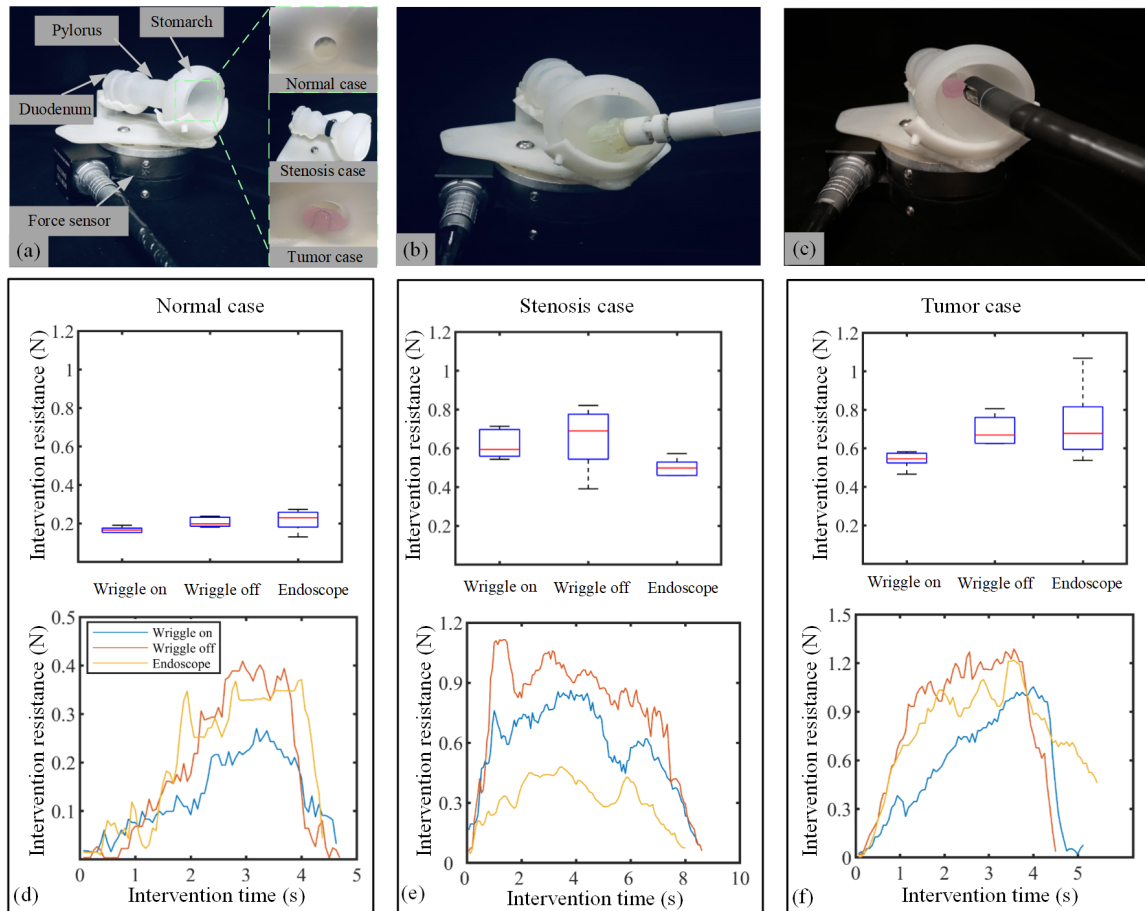 Pylorus
Stomarch
Duodenum
Force sensor
Normal case
Stenosis case
Tumor case
(a)
(b)
(c)
Normal case
Intervention resistance (N)
1.2
1
0.8
0.6
0.4
0.2
Wriggle on
Wriggle off
Endoscope
Intervention resistance (N)
0.5
0.4
0.3
0.2
0.1
Wriggle on
Wriggle off
Endoscope
0 1 2 3 4 5
Intervention time (s)
(d)
Stenosis case
Intervention resistance (N)
1.2
1
0.8
0.6
0.4
0.2
Wriggle on
Wriggle off
Endoscope
Intervention resistance (N)
1.2
0.9
0.6
0.3
0
0 2 4 6 8 10
Intervention time (s)
(e)
Tumor case
Intervention resistance (N)
1.2
1
0.8
0.6
0.4
0.2
Wriggle on
Wriggle off
Endoscope
Intervention resistance (N)
1.5
1.2
0.9
0.6
0.3
0
0 1 2 3 4 5
Intervention time (s)
(f)